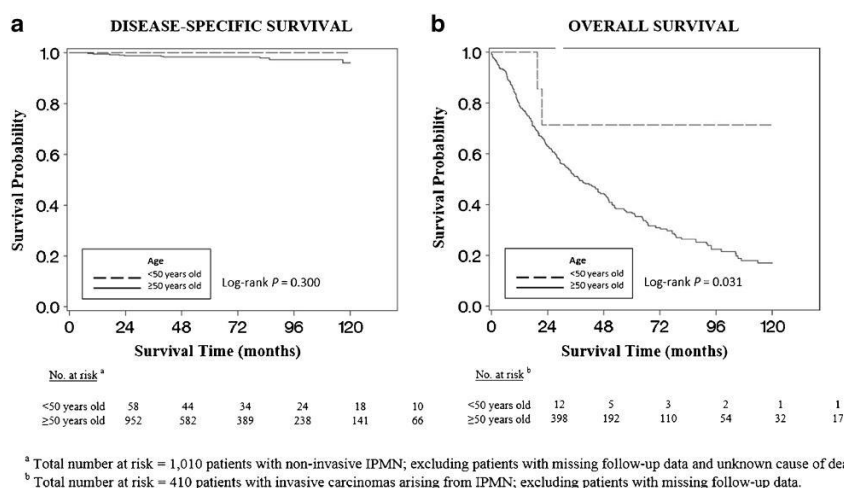 a DISEASE-SPECIFIC SURVIVAL
1.0
0.8
0.6
0.4
0.2
0.0
Survival Probability
Age
<50 years old
≥50 years old
Log-rank P = 0.300
0 24 48 72 96 120
Survival Time (months)
No. at risk a
<50 years old 58 44 34 24 18 10
≥50 years old 952 582 389 238 141 66
b OVERALL SURVIVAL
1.0
0.8
0.6
0.4
0.2
0.0
Survival Probability
Age
<50 years old
≥50 years old
Log-rank P = 0.031
0 24 48 72 96 120
Survival Time (months)
No. at risk b
<50 years old 12 5 3 2 1 1
≥50 years old 398 192 110 54 32 17
a Total number at risk = 1,010 patients with non-invasive IPMN; excluding patients with missing follow-up data and unknown cause of dea
b Total number at risk = 410 patients with invasive carcinomas arising from IPMN; excluding patients with missing follow-up data.